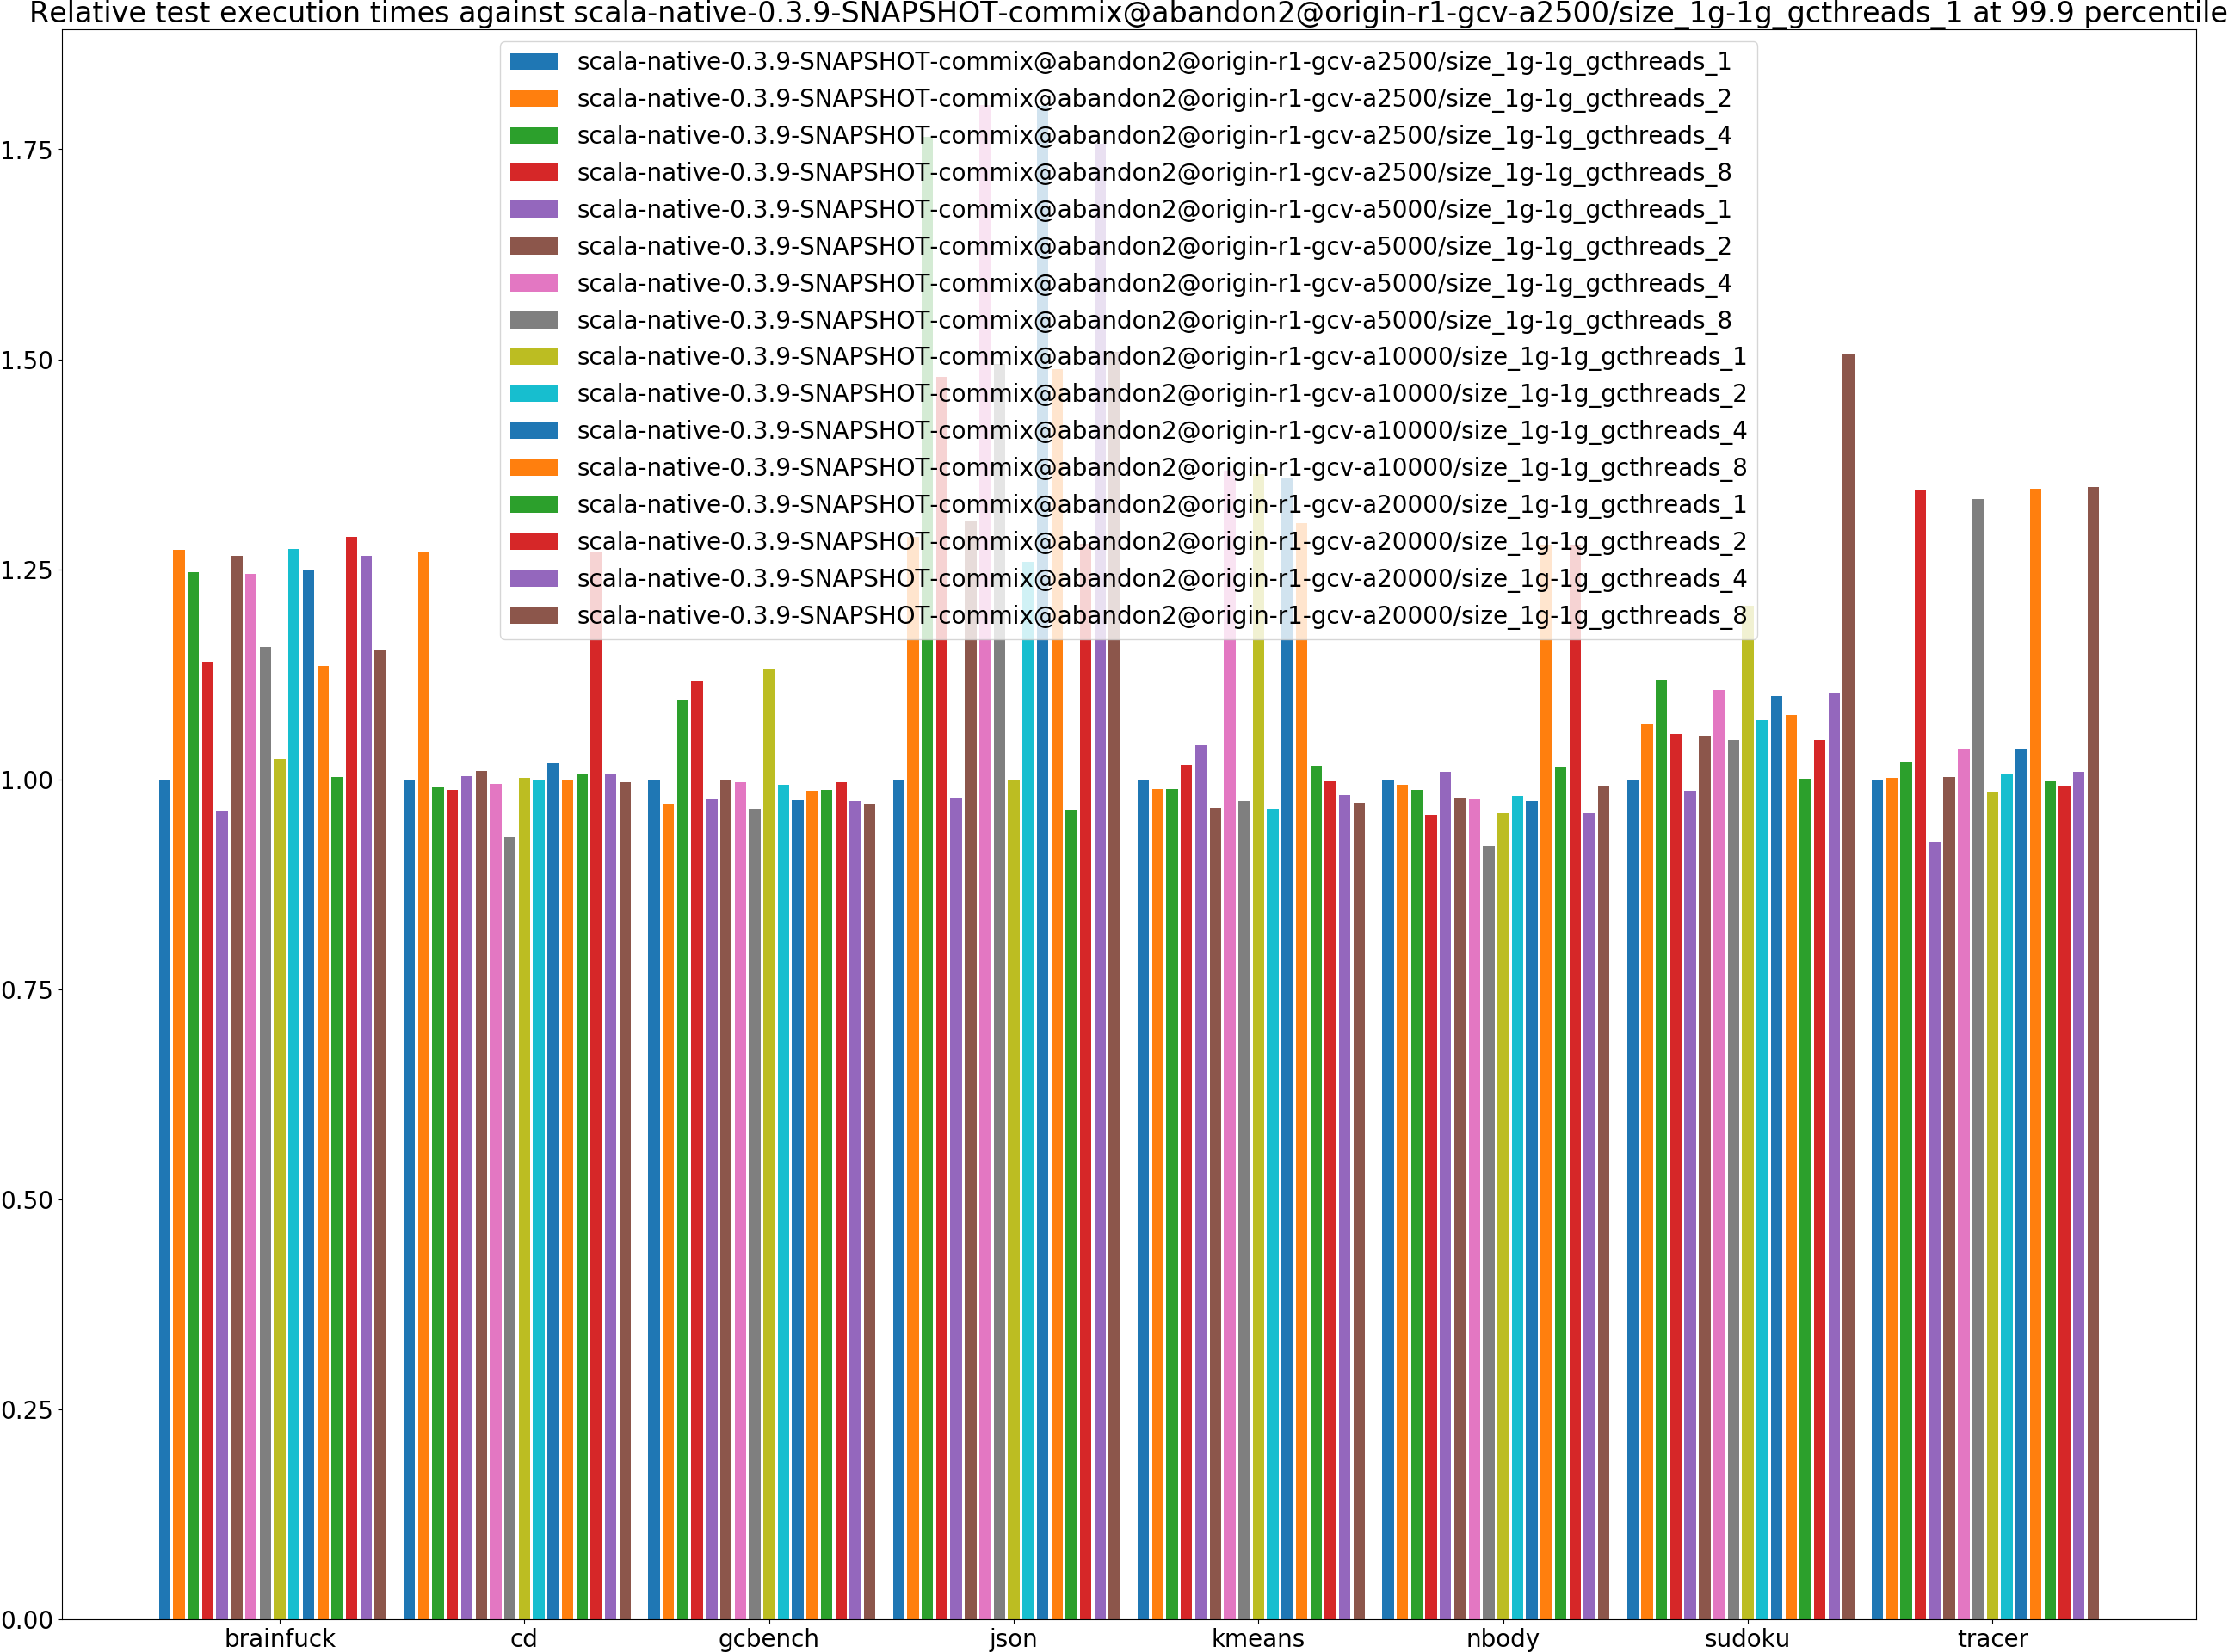 Relative test execution times against scala-native-0.3.9-SNAPSHOT-commix@abandon2@origin-r1-gcv-a2500/size_1g-1g_gcthreads_1 at 99.9 percentile
scala-native-0.3.9-SNAPSHOT-commix@abandon2@origin-r1-gcv-a2500/size_1g-1g_gcthreads_1
scala-native-0.3.9-SNAPSHOT-commix@abandon2@origin-r1-gcv-a2500/size_1g-1g_gcthreads_2
scala-native-0.3.9-SNAPSHOT-commix@abandon2@origin-r1-gcv-a2500/size_1g-1g_gcthreads_4
scala-native-0.3.9-SNAPSHOT-commix@abandon2@origin-r1-gcv-a2500/size_1g-1g_gcthreads_8
scala-native-0.3.9-SNAPSHOT-commix@abandon2@origin-r1-gcv-a5000/size_1g-1g_gcthreads_1
scala-native-0.3.9-SNAPSHOT-commix@abandon2@origin-r1-gcv-a5000/size_1g-1g_gcthreads_2
scala-native-0.3.9-SNAPSHOT-commix@abandon2@origin-r1-gcv-a5000/size_1g-1g_gcthreads_4
scala-native-0.3.9-SNAPSHOT-commix@abandon2@origin-r1-gcv-a5000/size_1g-1g_gcthreads_8
scala-native-0.3.9-SNAPSHOT-commix@abandon2@origin-r1-gcv-a10000/size_1g-1g_gcthreads_1
scala-native-0.3.9-SNAPSHOT-commix@abandon2@origin-r1-gcv-a10000/size_1g-1g_gcthreads_2
scala-native-0.3.9-SNAPSHOT-commix@abandon2@origin-r1-gcv-a10000/size_1g-1g_gcthreads_4
scala-native-0.3.9-SNAPSHOT-commix@abandon2@origin-r1-gcv-a10000/size_1g-1g_gcthreads_8
scala-native-0.3.9-SNAPSHOT-commix@abandon2@origin-r1-gcv-a20000/size_1g-1g_gcthreads_1
scala-native-0.3.9-SNAPSHOT-commix@abandon2@origin-r1-gcv-a20000/size_1g-1g_gcthreads_2
scala-native-0.3.9-SNAPSHOT-commix@abandon2@origin-r1-gcv-a20000/size_1g-1g_gcthreads_4
scala-native-0.3.9-SNAPSHOT-commix@abandon2@origin-r1-gcv-a20000/size_1g-1g_gcthreads_8
1.75
1.50
1.25
1.00
0.75
0.50
0.25
0.00
brainfuck cd gcbench json kmeans nbody sudoku tracer